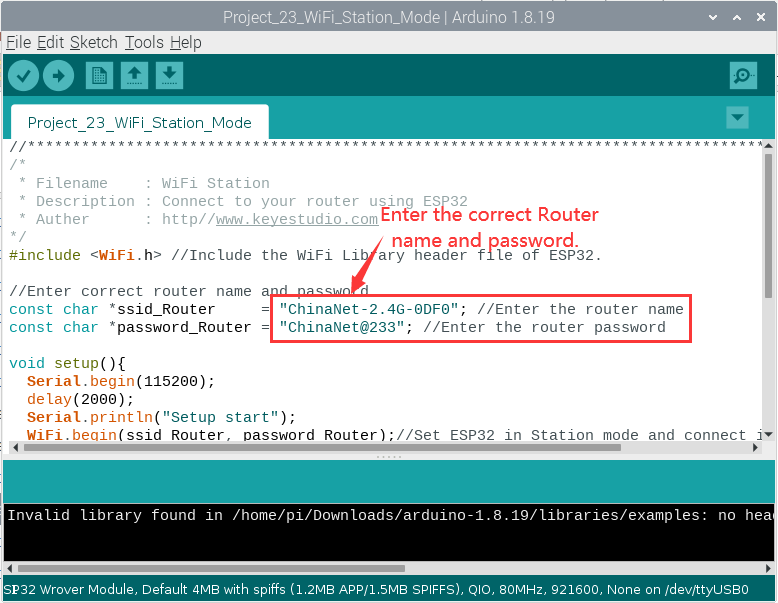 Project_23_WiFi_Station_Mode | Arduino 1.8.19
File Edit Sketch Tools Help
Project_23_WiFi_Station_Mode
//**********************************************************************************
/*
 * Filename    : WiFi Station
 * Description : Connect to your router using ESP32
 * Auther      : http//www.keyestudio.com
*/
Enter the correct Router
name and password.
#include <WiFi.h> //Include the WiFi Library header file of ESP32.
//Enter correct router name and password
const char *ssid_Router     = "ChinaNet-2.4G-0DF0"; //Enter the router name
const char *password_Router = "ChinaNet@233"; //Enter the router password
void setup(){
  Serial.begin(115200);
  delay(2000);
  Serial.println("Setup start");
  WiFi.begin(ssid_Router, password_Router);//Set ESP32 in Station mode and connect i
Invalid library found in /home/pi/Downloads/arduino-1.8.19/libraries/examples: no hea
SP32 Wrover Module, Default 4MB with spiffs (1.2MB APP/1.5MB SPIFFS), QIO, 80MHz, 921600, None on /dev/ttyUSB0